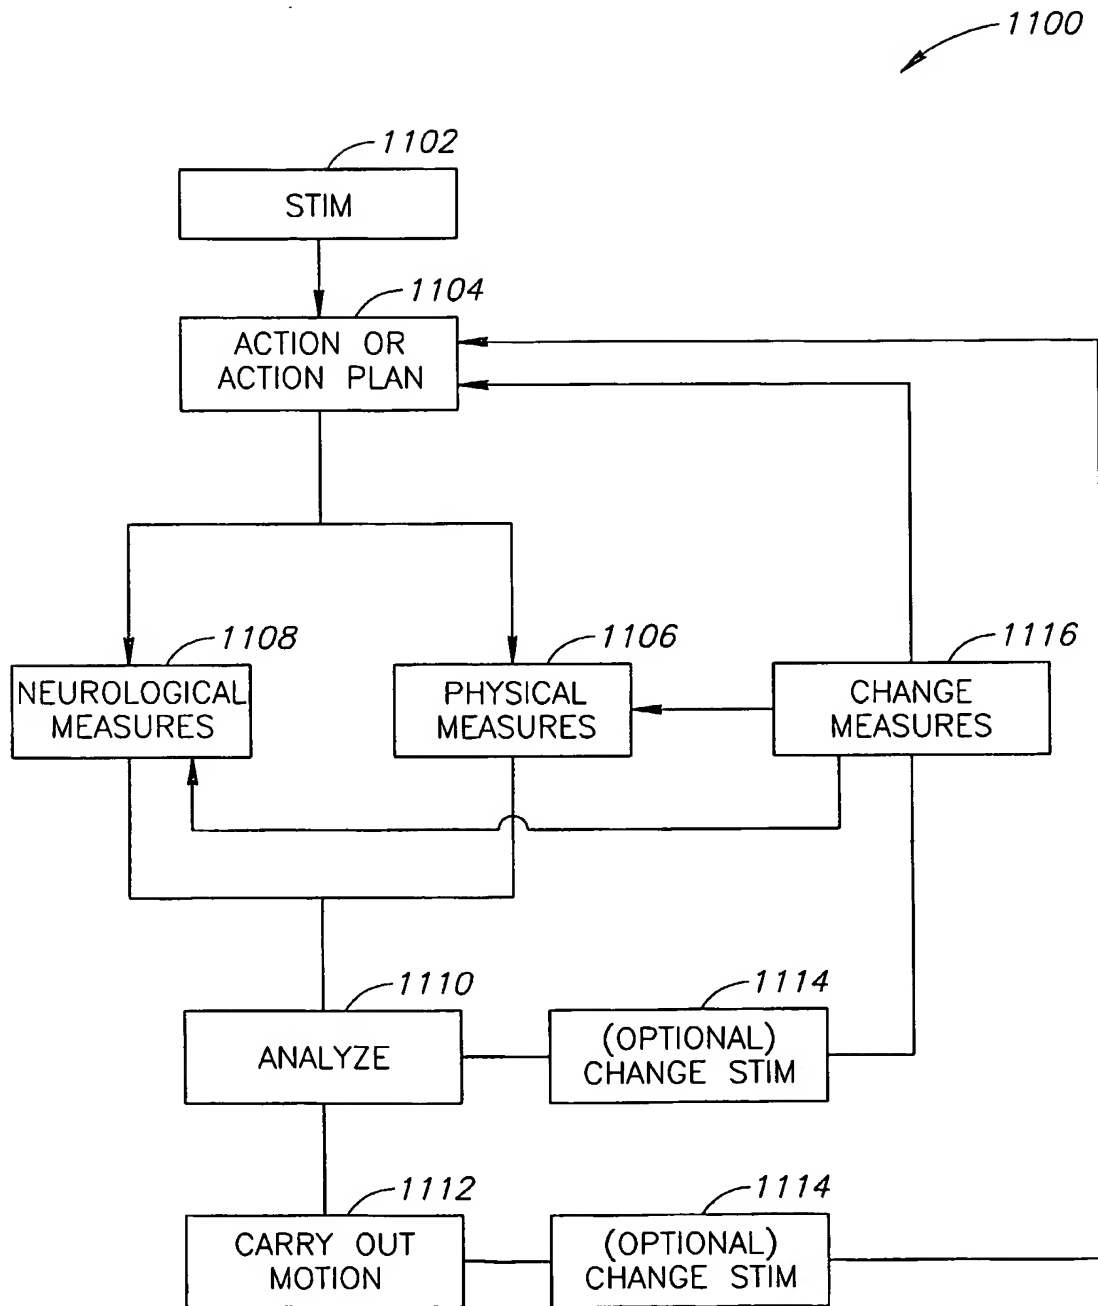 1100
1102
STIM
1104
ACTION OR
ACTION PLAN
1108
NEUROLOGICAL
MEASURES
1106
PHYSICAL
MEASURES
1116
CHANGE
MEASURES
1110
ANALYZE
1114
(OPTIONAL)
CHANGE STIM
1112
CARRY OUT
MOTION
1114
(OPTIONAL)
CHANGE STIM